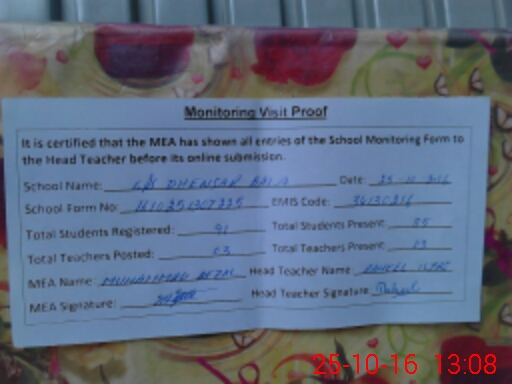 Monitoring Visit Proof
It is certified that the MEA has shown all entries of the School Monitoring Form to
the Head Teacher before its online submission.
School Name: Date:
School Form No: EMIS Code: 36130216
Total Students Registered: 91 Total Students Present: 85
Total Teachers Posted: 03 Total Teachers Present: 03
MEA Name: MUHAMMAD Head Teacher Name
MEA Signature: Head Teacher Signature
25-10-16 13:08